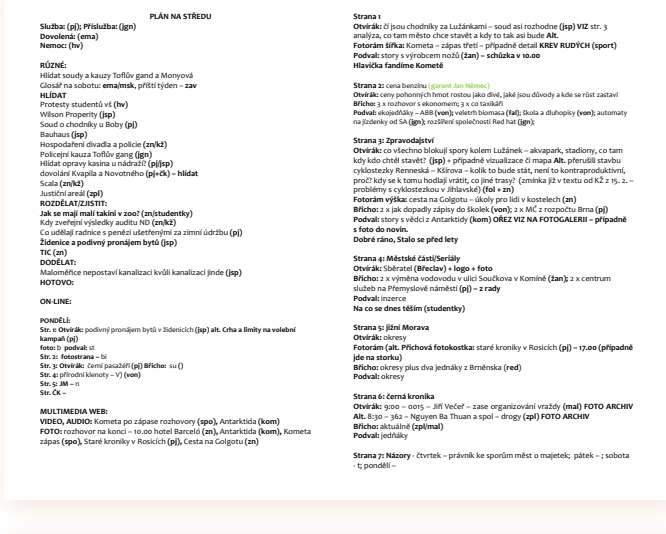 PLÁN NA STŘEDU
Služba: (pj); Příslužba: (jgn)
Dovolená: (ema)
Nemoc: (hv)
RŮZNÉ:
Hlídat soudy a kauzy Toflův gand a Monyová
Glosář na sobotu: ema/msk, příští týden – zav
HLÍDAT
Protesty studentů vš (hv)
Wilson Properity (jsp)
Soud o chodníku u Boby (pj)
Bauhaus (jsp)
Hospodaření divadla a policie (zn/kž)
Policejní kauza Toflův gang (jgn)
Hlídat opravy kasina u nádraží? (pj/jsp)
dovolání Kvapila a Novotného (pj+čk) – hlídat
Scala (zn/kž)
Justiční areál (zpl)
ROZDĚLAT/ZJISTIT:
Jak se mají malí takini v zoo? (zn/studentky)
Kdy zveřejní výsledky auditu ND (zn/kž)
Co udělají radnice s penězi ušetřenými za zimní údržbu (pj)
Židenice a podivný pronájem bytů (jsp)
TIC (zn)
DODĚLAT:
Maloměřice nepostaví kanalizaci kvůli kanalizaci jinde (jsp)
HOTOVO:
ON-LINE:
PONDĚLÍ:
Str. 1: Otvírák: podivný pronájem bytů v židenicích (jsp) alt. Crha a limity na volební
kampaň (pj)
foto: b podval: st
Str. 2: fotostrana – bi
Str. 3: Otvírák: černí pasažéři (pj) Břicho: su ()
Str. 4: přírodní klenoty – V) (von)
Str. 5: JM – n
Str. ČK –
MULTIMEDIA WEB:
VIDEO, AUDIO: Kometa po zápase rozhovory (spo), Antarktida (kom)
FOTO: rozhovor na konci – 10.00 hotel Barceló (zn), Antarktida (kom), Kometa
zápas (spo), Staré kroniky v Rosicích (pj), Cesta na Golgotu (zn)
Strana 1
Otvírák: čí jsou chodníky za Lužánkami – soud asi rozhodne (jsp) VIZ str. 3
analýza, co tam město chce stavět a kdy to tak asi bude Alt.
Fotorám šířka: Kometa – zápas třetí – případně detail KREV RUDÝCH (sport)
Podval: story s výrobcem nožů (žan) – schůzka v 10.00
Hlavička fandíme Kometě
Strana 2: cena benzínu (garant Jan Němec)
Otvírák: ceny pohonných hmot rostou jako divé, jaké jsou důvody a kde se růst zastaví
Břicho: 3 x rozhovor s ekonomem; 3 x co taxikáři
Podval: ekojeďňáky – ABB (von); veletrh biomasa (fal); škola a dluhopisy (von); automaty
na jízdenky od SA (jgn); rozšíření společnosti Red hat (jgn);
Strana 3: Zpravodajství
Otvírák: co všechno blokují spory kolem Lužánek – akvapark, stadiony, co tam
kdy kdo chtěl stavět? (jsp) + případně vizualizace či mapa Alt. přerušili stavbu
cyklostezky Renneská – Kšírova – kolik to bude stát, není to kontraproduktivní,
proč? kdy se k tomu hodlají vrátit, co jiné trasy? (zmínka již v textu od KŽ z 15. 2. –
problémy s cyklostezkou v Jihlavské) (fol + zn)
Fotorám výška: cesta na Golgotu – úkoly pro lidi v kostelech (zn)
Břicho: 2 x jak dopadly zápisy do školek (von); 2 x MČ z rozpočtu Brna (pj)
Podval: story s vědci z Antarktidy (kom) OŘEZ VIZ NA FOTOGALERII – případně
s foto do novin.
Dobré ráno, Stalo se před lety
Strana 4: Městské části/Seriály
Otvírák: Sběratel (Břeclav) + logo + foto
Břicho: 2 x výměna vodovodu v ulici Součkova v Komíně (žan); 2 x centrum
služeb na Přemyslově náměstí (pj) – z rady
Podval: inzerce
Na co se dnes těším (studentky)
Strana 5: jižní Morava
Otvírák: okresy
Fotorám (alt. Příchová fotokostka: staré kroniky v Rosicích (pj) – 17.00 (případně
jde na storku)
Břicho: okresy plus dva jednáky z Brněnska (red)
Podval: okresy
Strana 6: černá kronika
Otvírák: 9:00 – 0015 – Jiří Večeř – zase organizování vraždy (mal) FOTO ARCHIV
Alt. 8:30 – 362 – Nguyen Ba Thuan a spol – drogy (zpl) FOTO ARCHIV
Břicho: aktuálně (zpl/mal)
Podval: jedňáky
Strana 7: Názory - čtvrtek – právník ke sporům měst o majetek; pátek – ; sobota
- t; pondělí –